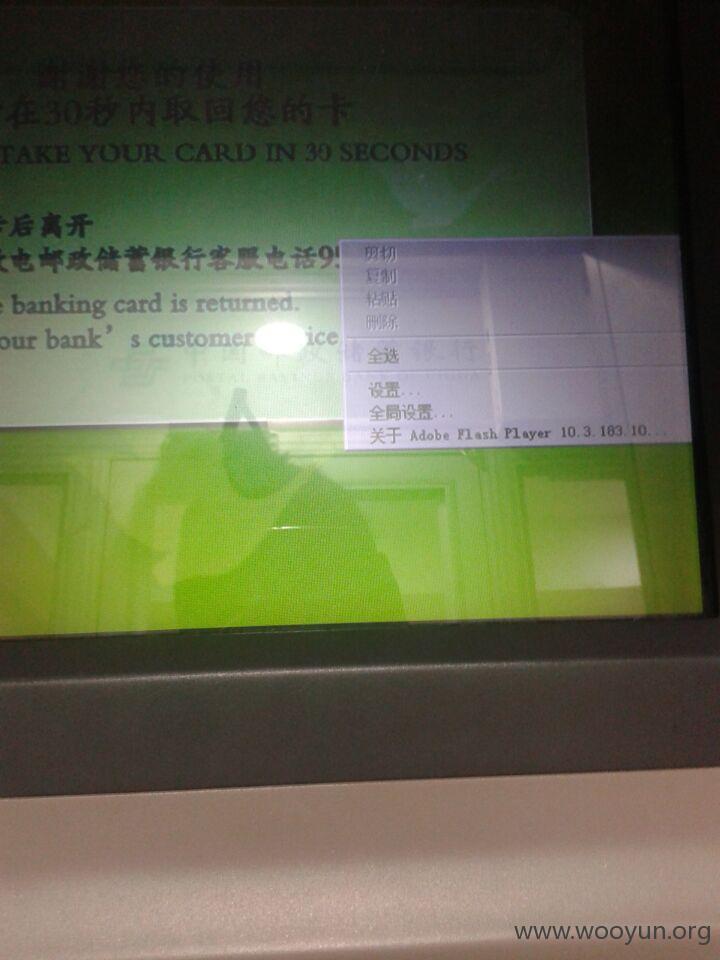 谢谢您的使用
在30秒内取回您的卡
TAKE YOUR CARD IN 30 SECONDS
后离开
电邮政储蓄银行客服电话95
banking card is returned.
our bank’s customer
剪切
复制
粘贴
删除
全选
设置...
全局设置...
关于 Adobe Flash Player 10.3.183.10...
www.wooyun.org